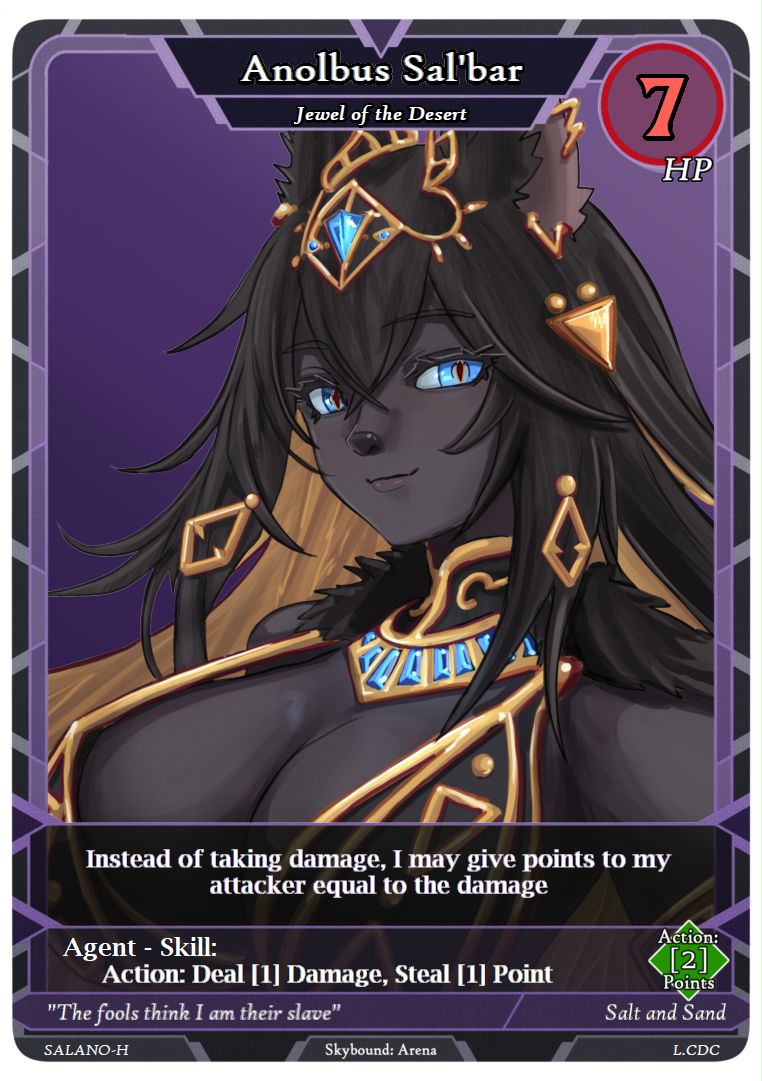 Anolbus Sal'bar
Jewel of the Desert
7
HP
Instead of taking damage, I may give points to my
attacker equal to the damage
Agent - Skill:
Action: Deal [1] Damage, Steal [1] Point
Action:
[2]
Points
"The fools think I am their slave"
Salt and Sand
SALANO-H
Skybound: Arena
L.CDC